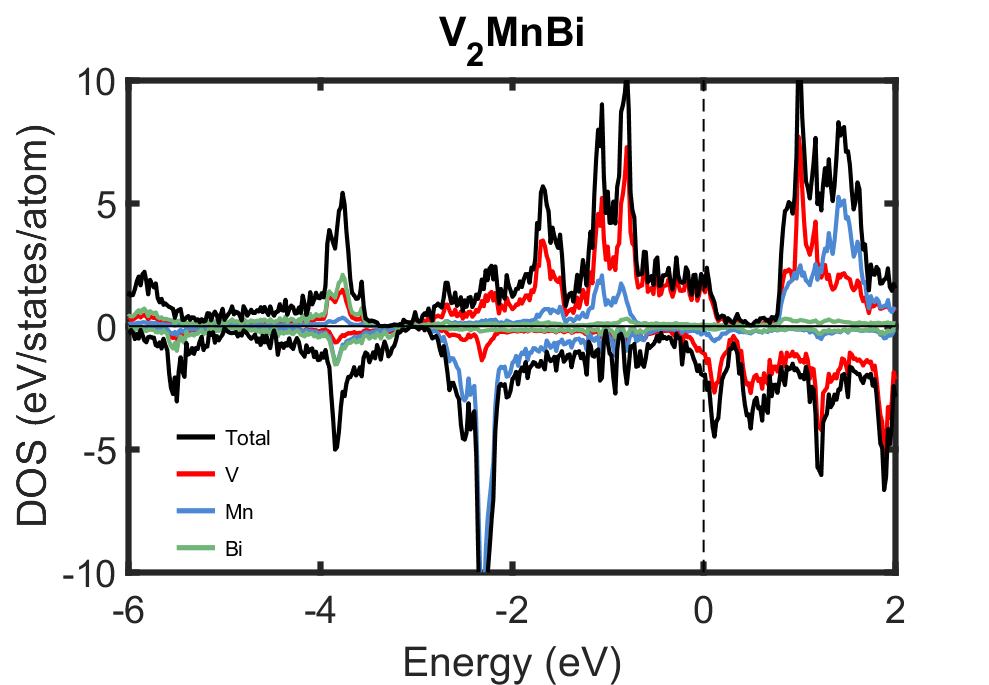 V2MnBi
10
5
0
-5
-10
DOS (eV/states/atom)
Total
V
Mn
Bi
-6 -4 -2 0 2
Energy (eV)